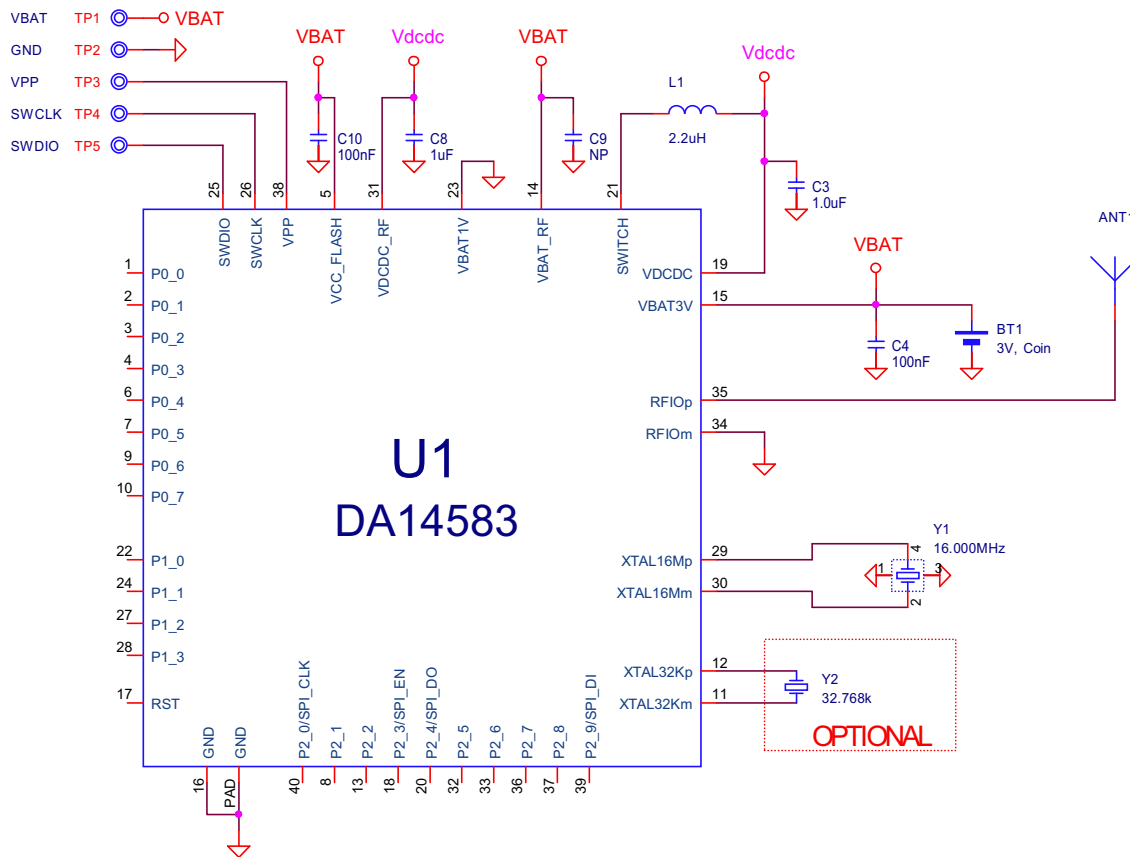 VBAT TP1 VBAT
GND TP2
VPP TP3
SWCLK TP4
SWDIO TP5
VBAT
Vdcdc
VBAT
Vdcdc
L1
2.2uH
C10
100nF
C8
1uF
C9
NP
C3
1.0uF
25 26 38 5 31 23 14 21
SWDIO SWCLK VPP VCC_FLASH VDCDC_RF VBAT1V VBAT_RF SWITCH
1 P0_0
2 P0_1
3 P0_2
4 P0_3
6 P0_4
7 P0_5
9 P0_6
10 P0_7
22 P1_0
24 P1_1
27 P1_2
28 P1_3
17 RST
U1
DA14583
VDCDC 19
VBAT3V 15
RFIOp 35
RFIOm 34
XTAL16Mp 29
XTAL16Mm 30
XTAL32Kp 12
XTAL32Km 11
VBAT
C4
100nF
BT1
3V, Coin
ANT1
Y1
16.000MHz
4
1 3
2
Y2
32.768k
OPTIONAL
GND GND P2_0/SPI_CLK P2_1 P2_2 P2_3/SPI_EN P2_4/SPI_DO P2_5 P2_6 P2_7 P2_8 P2_9/SPI_DI
16 PAD 40 8 13 18 20 32 33 36 37 39